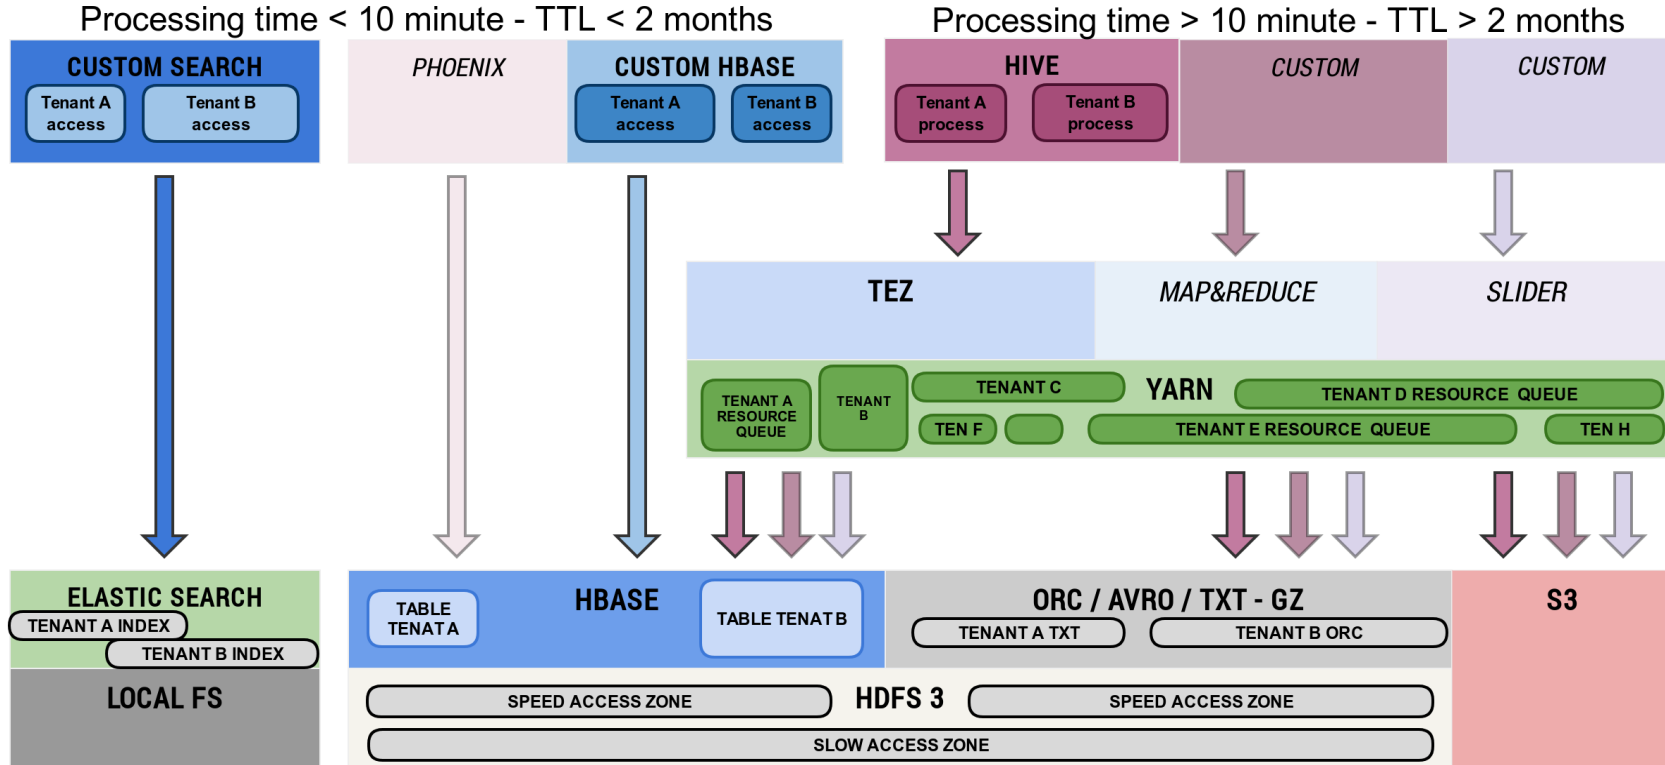 Processing time < 10 minute - TTL < 2 months
Processing time > 10 minute - TTL > 2 months
CUSTOM SEARCH
Tenant A
access
Tenant B
access
PHOENIX
CUSTOM HBASE
Tenant A
access
Tenant B
access
HIVE
Tenant A
process
Tenant B
process
CUSTOM
CUSTOM
TEZ
MAP&REDUCE
SLIDER
TENANT A
RESOURCE
QUEUE
TENANT
B
TENANT C
YARN
TENANT D RESOURCE QUEUE
TEN F
TENANT E RESOURCE QUEUE
TEN H
ELASTIC SEARCH
TENANT A INDEX
TENANT B INDEX
LOCAL FS
TABLE
TENAT A
HBASE
TABLE TENAT B
ORC / AVRO / TXT - GZ
TENANT A TXT
TENANT B ORC
S3
SPEED ACCESS ZONE
HDFS 3
SPEED ACCESS ZONE
SLOW ACCESS ZONE